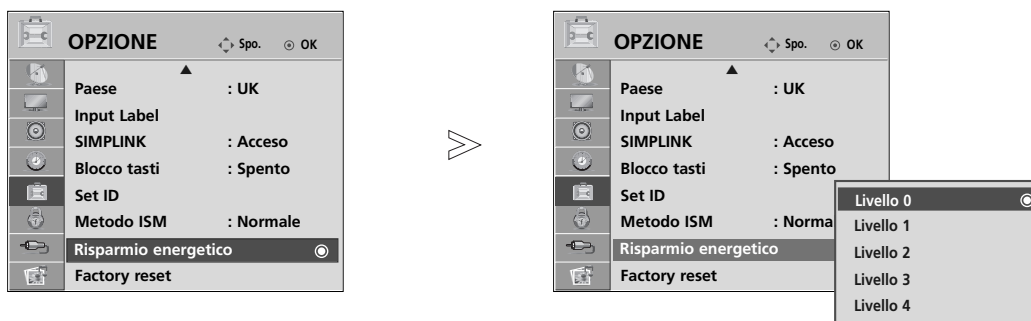 OPZIONE Spo. OK
Paese : UK
Input Label
SIMPLINK : Acceso
Blocco tasti : Spento
Set ID
Metodo ISM : Normale
Risparmio energetico
Factory reset
OPZIONE Spo. OK
Paese : UK
Input Label
SIMPLINK : Acceso
Blocco tasti : Spento
Set ID
Metodo ISM : Norma
Risparmio energetico
Factory reset
Livello 0
Livello 1
Livello 2
Livello 3
Livello 4